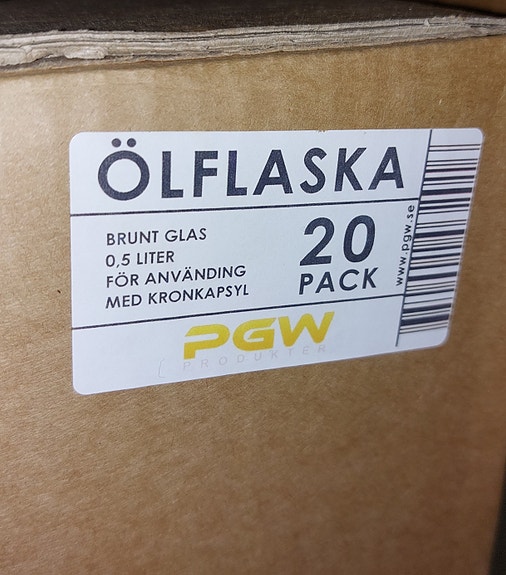 ÖLFLASKA
BRUNT GLAS
0,5 LITER
FÖR ANVÄNDING
MED KRONKAPSYL
20
PACK
www.pgw.se
PGW
PRODUKTER